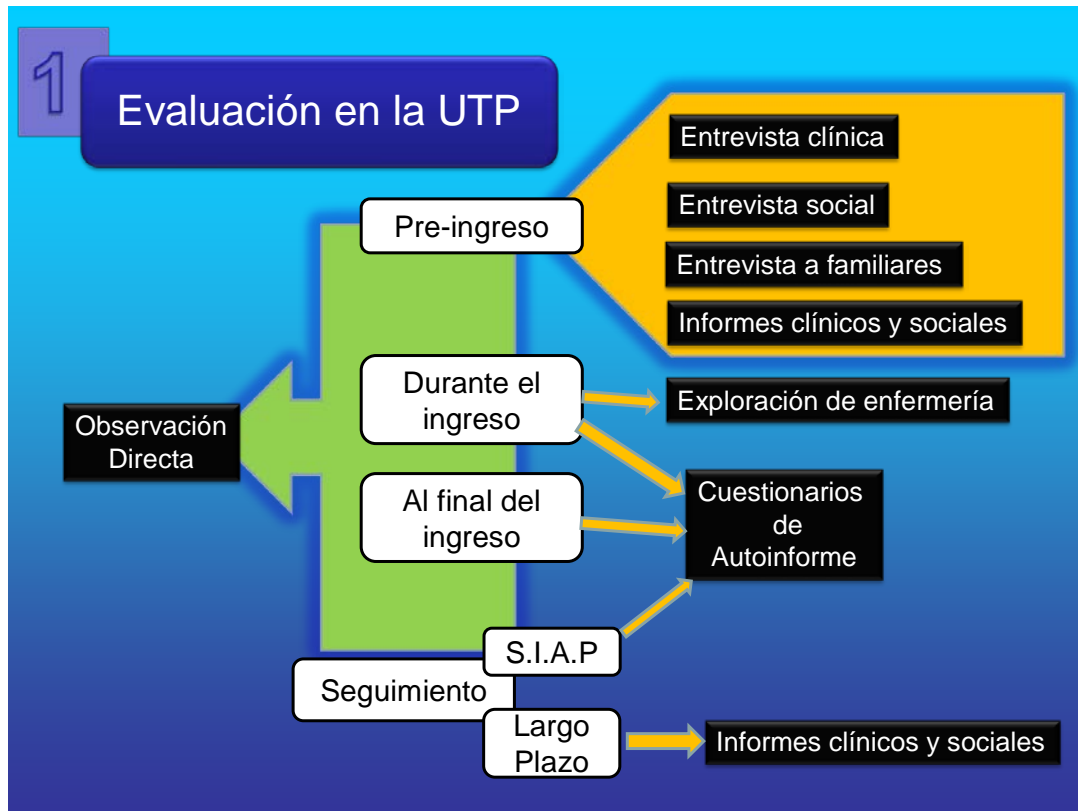 1
Evaluación en la UTP
Entrevista clínica
Entrevista social
Pre-ingreso
Entrevista a familiares
Informes clínicos y sociales
Durante el
ingreso
Exploración de enfermería
Observación
Directa
Al final del
ingreso
Cuestionarios
de
Autoinforme
S.I.A.P
Seguimiento
Largo
Plazo
Informes clínicos y sociales